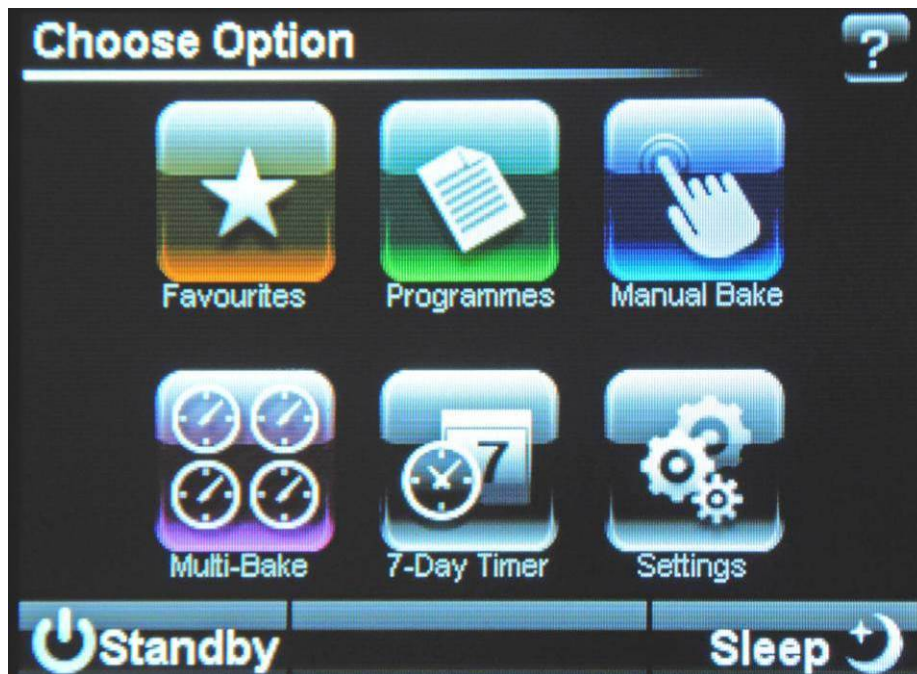 Choose Option
?
Favourites Programmes Manual Bake
7
Multi-Bake 7-Day Timer Settings
Standby Sleep